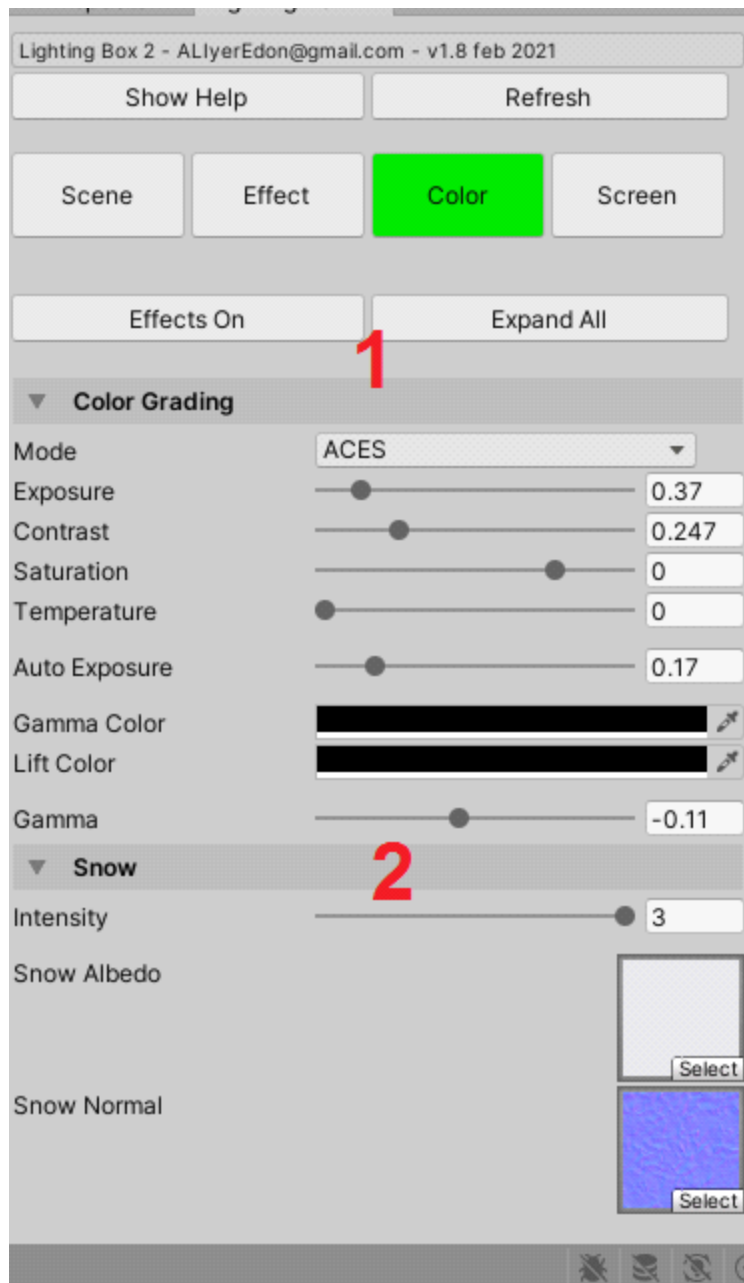 Lighting Box 2 - ALIyerEdon@gmail.com - v1.8 feb 2021
Show Help Refresh
Scene Effect Color Screen
Effects On Expand All
1
Color Grading
Mode ACES
Exposure 0.37
Contrast 0.247
Saturation 0
Temperature 0
Auto Exposure 0.17
Gamma Color
Lift Color
Gamma -0.11
Snow 2
Intensity 3
Snow Albedo
Select
Snow Normal
Select